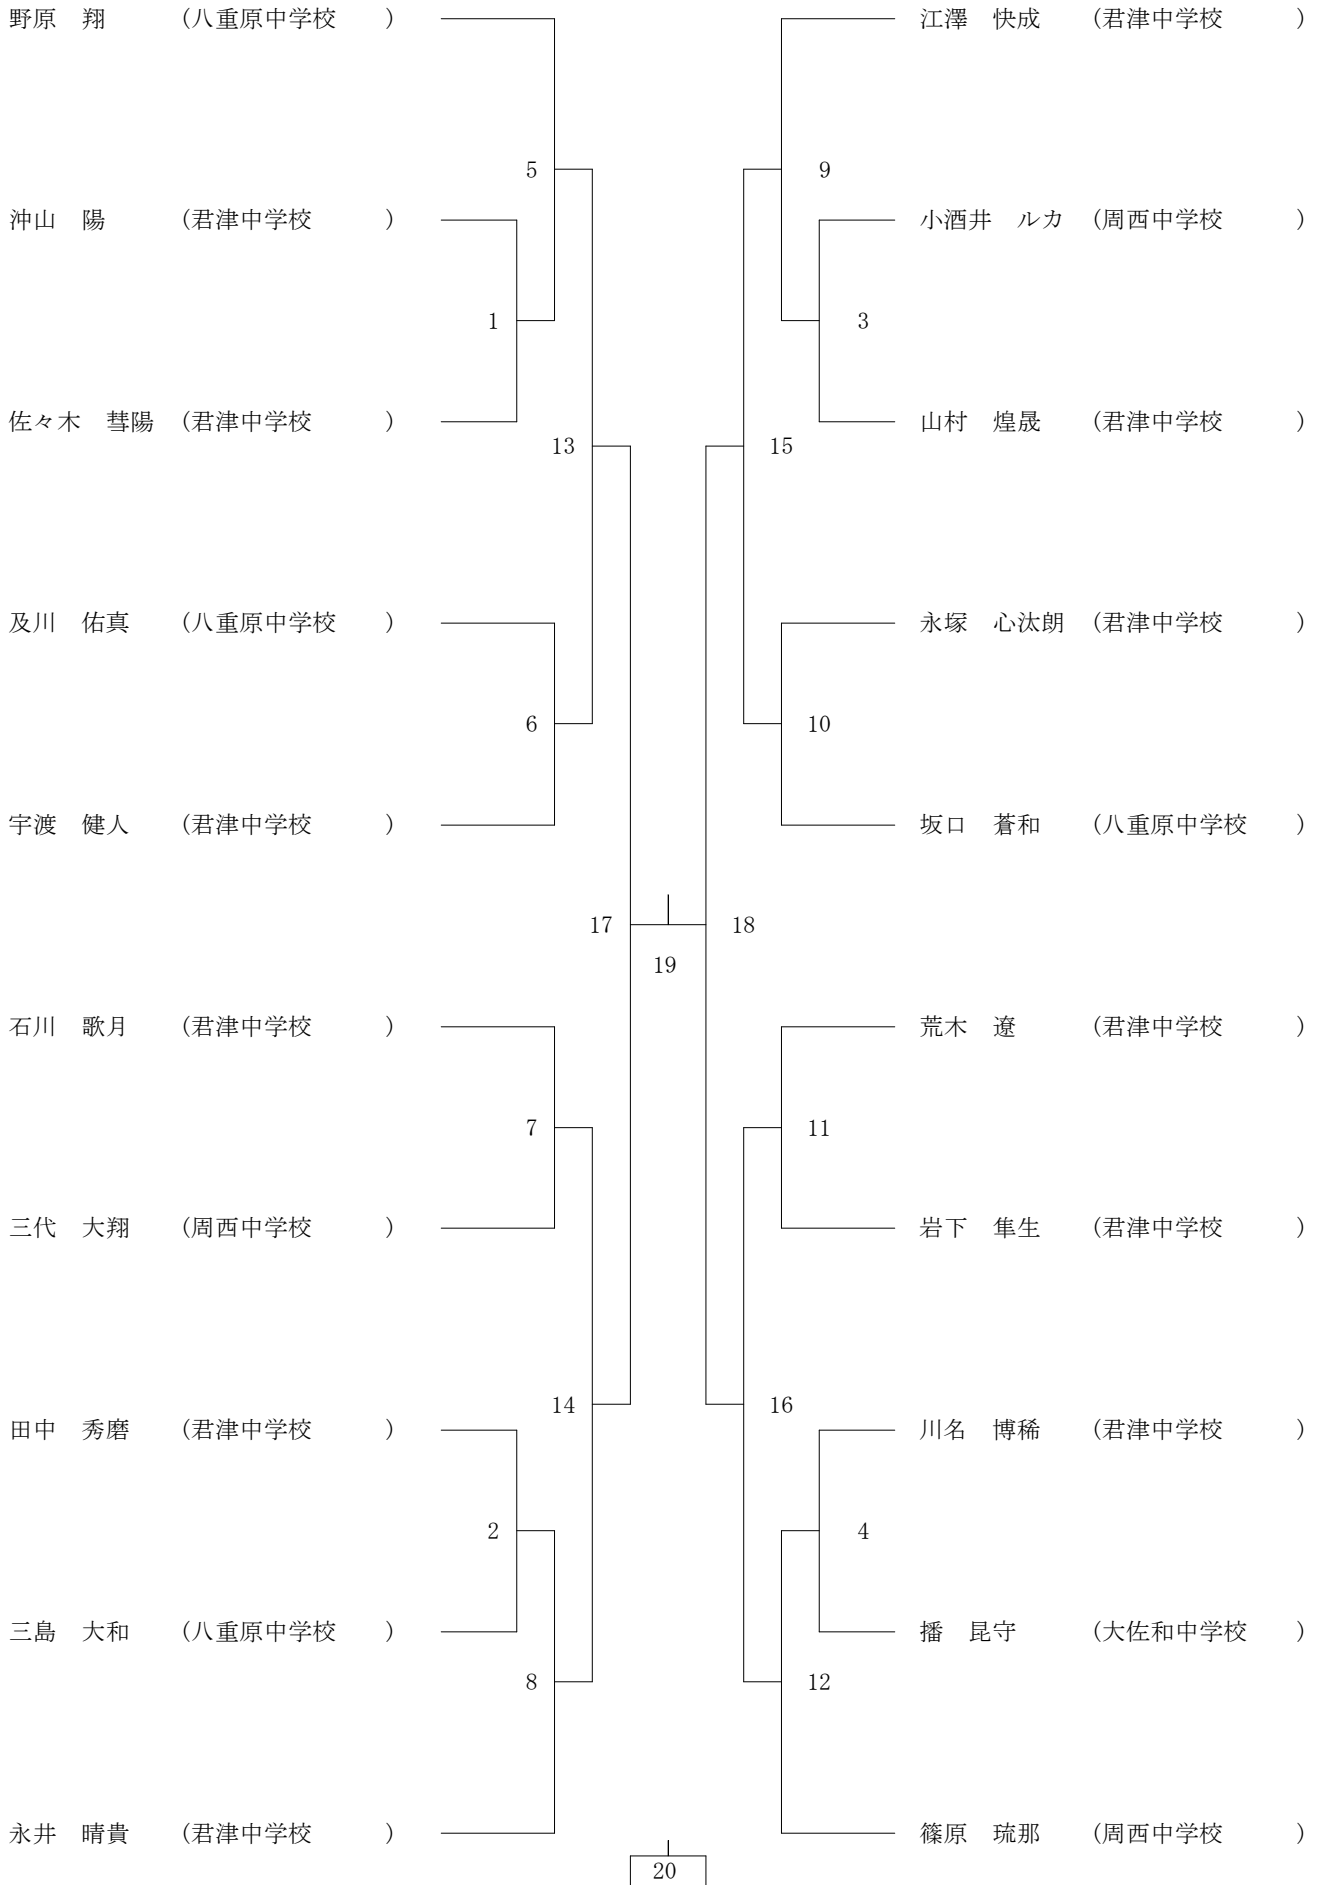 野原　翔　(八重原中学校　)
5
沖山　陽　(君津中学校　)
1
佐々木　彗陽　(君津中学校　)
13
及川　佑真　(八重原中学校　)
6
宇渡　健人　(君津中学校　)
17
石川　歌月　(君津中学校　)
7
三代　大翔　(周西中学校　)
14
田中　秀磨　(君津中学校　)
2
三島　大和　(八重原中学校　)
8
永井　晴貴　(君津中学校　)
19
20
江澤　快成　(君津中学校　)
9
小酒井　ルカ　(周西中学校　)
3
山村　煌晟　(君津中学校　)
15
永塚　心汰朗　(君津中学校　)
10
坂口　蒼和　(八重原中学校　)
18
荒木　遼　(君津中学校　)
11
岩下　隼生　(君津中学校　)
16
川名　博稀　(君津中学校　)
4
播　昆守　(大佐和中学校　)
12
篠原　琉那　(周西中学校　)